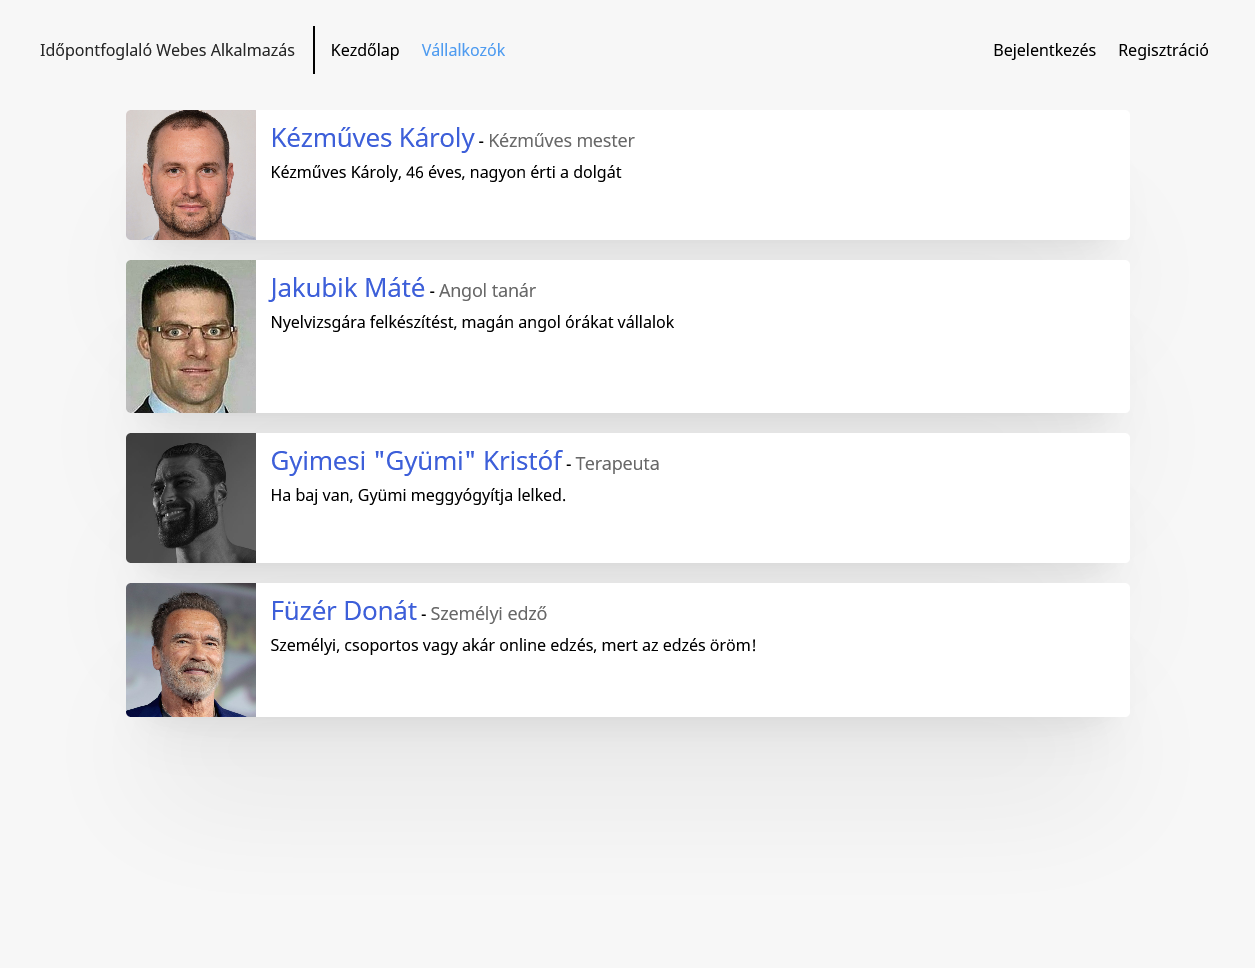 Időpontfoglaló Webes Alkalmazás Kezdőlap Vállalkozók Bejelentkezés Regisztráció
Kézműves Károly - Kézműves mester
Kézműves Károly, 46 éves, nagyon érti a dolgát
Jakubik Máté - Angol tanár
Nyelvizsgára felkészítést, magán angol órákat vállalok
Gyimesi "Gyümi" Kristóf - Terapeuta
Ha baj van, Gyümi meggyógyítja lelked.
Füzér Donát - Személyi edző
Személyi, csoportos vagy akár online edzés, mert az edzés öröm!